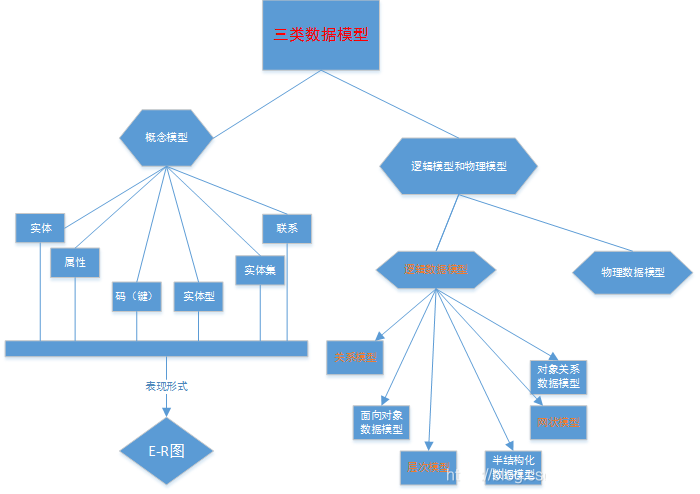 三类数据模型
概念模型
逻辑模型和物理模型
实体
属性
码（键）
实体型
实体集
联系
逻辑数据模型
物理数据模型
表现形式
E-R图
关系模型
面向对象
数据模型
层次模型
半结构化
数据模型
网状模型
对象关系
数据模型